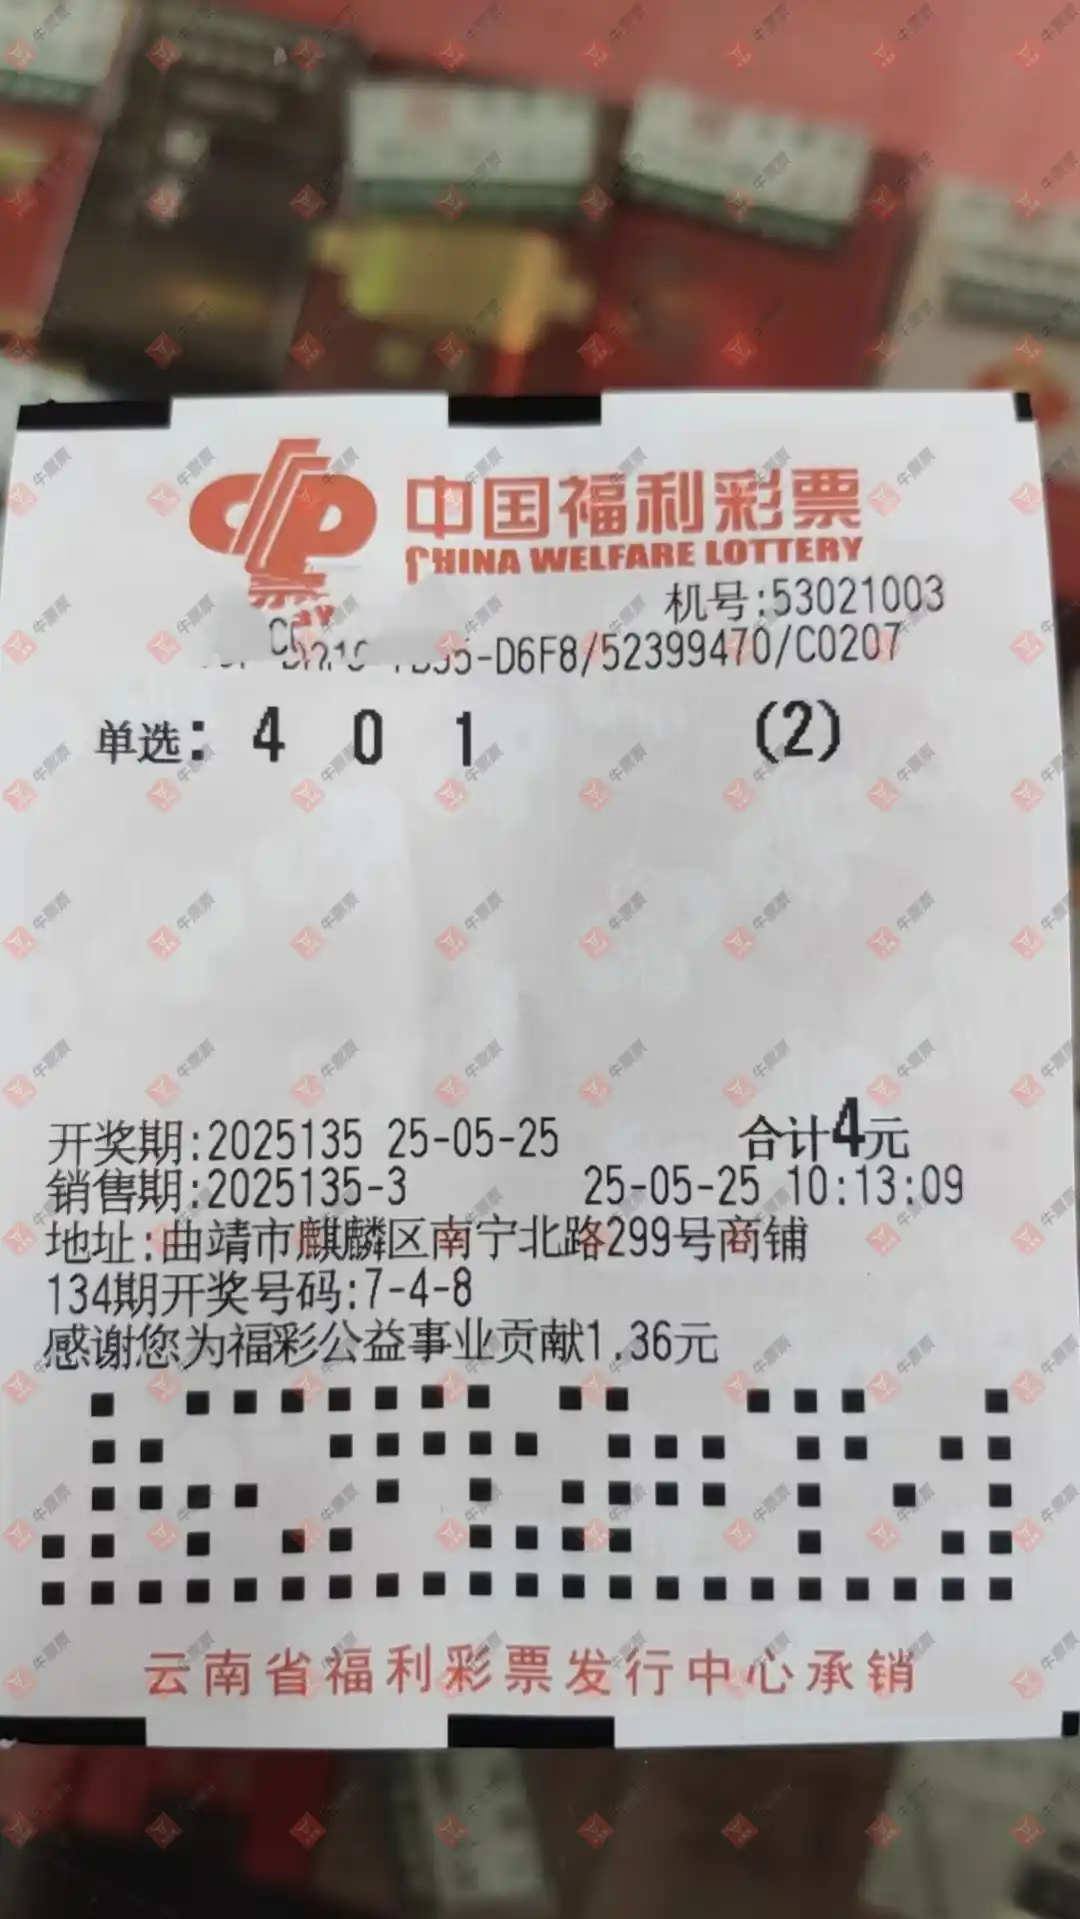 中国福利彩票
CHINA WELFARE LOTTERY
机号:53021003
-D6F8/52399470/C0207
单选: 4 0 1 (2)
开奖期:2025135 25-05-25 合计4元
销售期:2025135-3 25-05-25 10:13:09
地址:曲靖市麒麟区南宁北路299号商铺
134期开奖号码:7-4-8
感谢您为福彩公益事业贡献1.36元
云南省福利彩票发行中心承销
牛票票